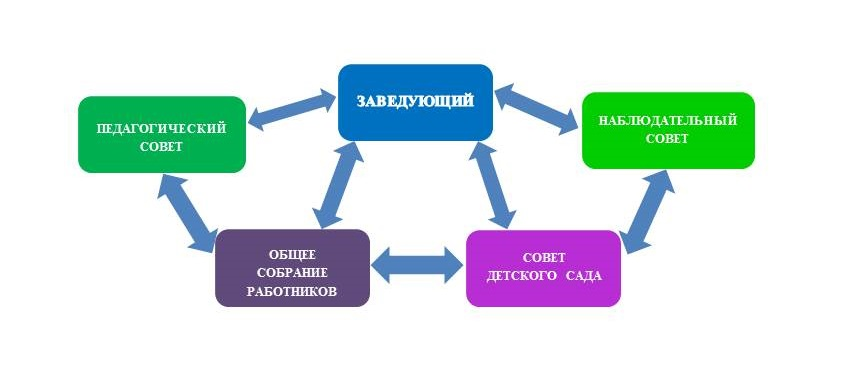 ЗАВЕДУЮЩИЙ
ПЕДАГОГИЧЕСКИЙ
СОВЕТ
НАБЛЮДАТЕЛЬНЫЙ
СОВЕТ
ОБЩЕЕ
СОБРАНИЕ
РАБОТНИКОВ
СОВЕТ
ДЕТСКОГО САДА